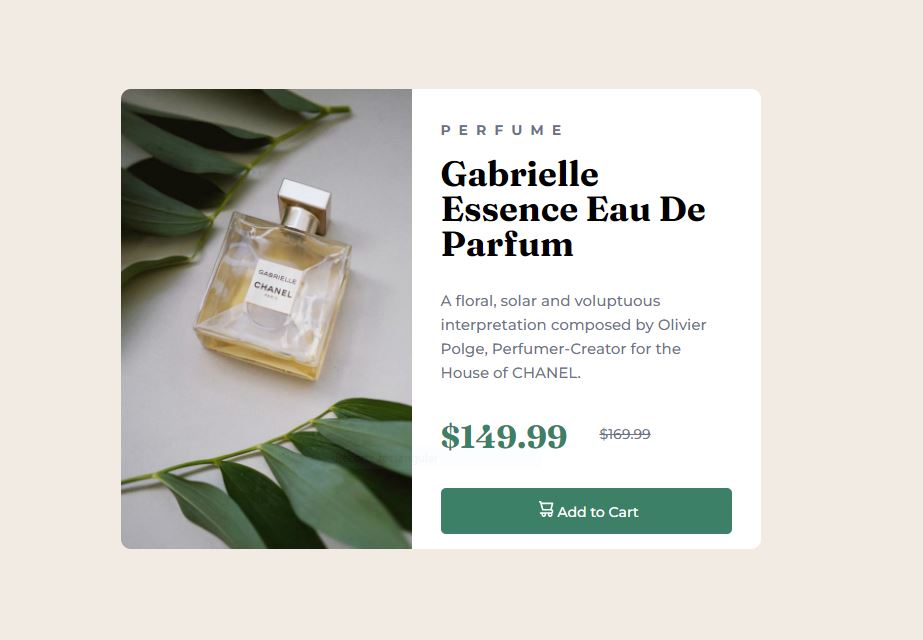 GABRIELLE
CHANEL
PARIS
PERFUME
Gabrielle
Essence Eau De
Parfum
A floral, solar and voluptuous
interpretation composed by Olivier
Polge, Perfumer-Creator for the
House of CHANEL.
$149.99 $169.99
Add to Cart